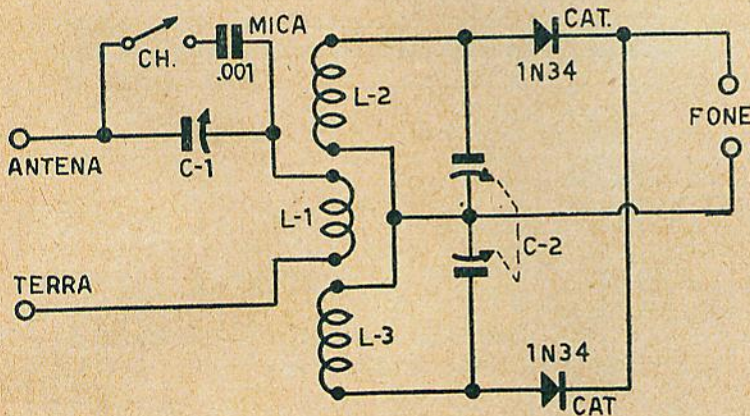 MICA
CAT.
CH.
.001
1N34
L-2
FONE
ANTENA
C-1
L-1
C-2
TERRA
L-3
1N34
CAT